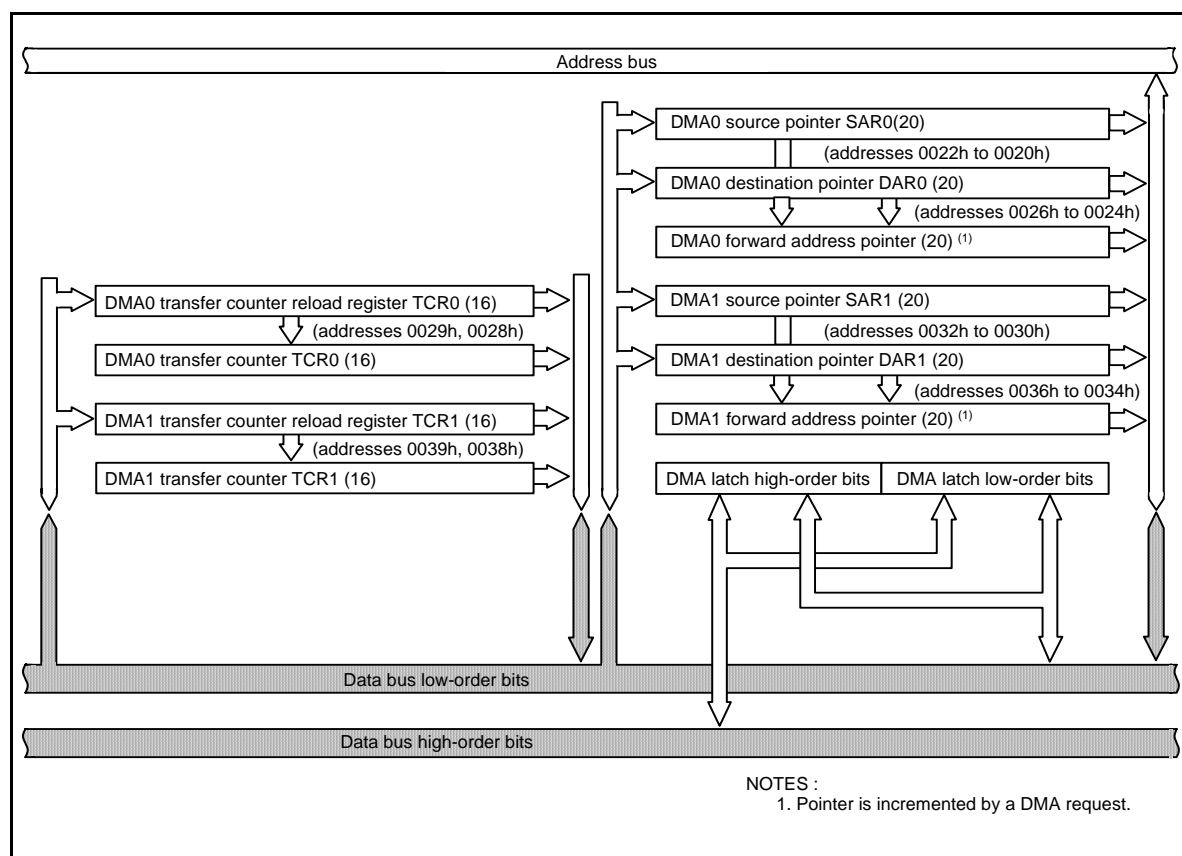 Address bus
DMA0 source pointer SAR0(20)
(addresses 0022h to 0020h)
DMA0 destination pointer DAR0 (20)
(addresses 0026h to 0024h)
DMA0 forward address pointer (20) (1)
DMA0 transfer counter reload register TCR0 (16)
(addresses 0029h, 0028h)
DMA0 transfer counter TCR0 (16)
DMA1 transfer counter reload register TCR1 (16)
(addresses 0039h, 0038h)
DMA1 transfer counter TCR1 (16)
DMA1 source pointer SAR1 (20)
(addresses 0032h to 0030h)
DMA1 destination pointer DAR1 (20)
(addresses 0036h to 0034h)
DMA1 forward address pointer (20) (1)
DMA latch high-order bits
DMA latch low-order bits
Data bus low-order bits
Data bus high-order bits
NOTES :
1. Pointer is incremented by a DMA request.